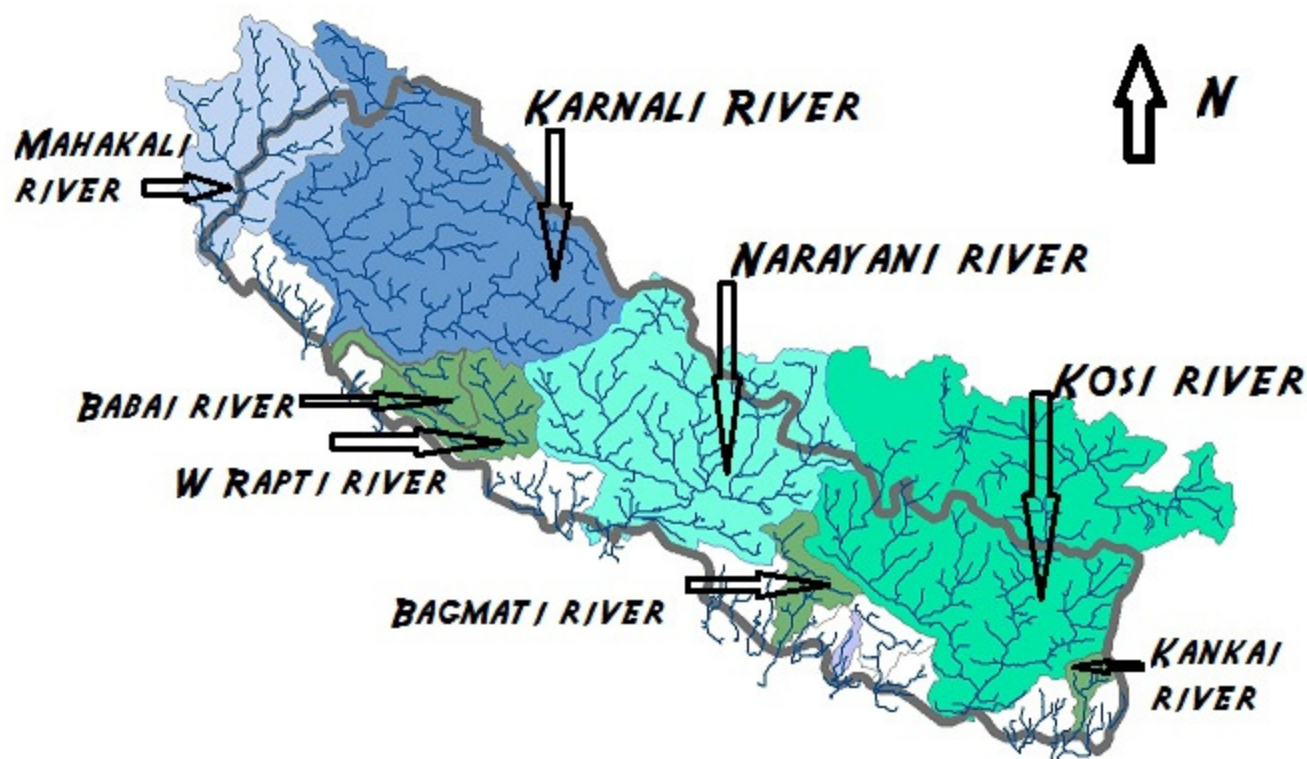 KARNALI RIVER
N
MAHAKALI
RIVER
NARAYANI RIVER
KOSI RIVER
BABAI RIVER
W RAPTI RIVER
BAGMATI RIVER
KANKAI
RIVER